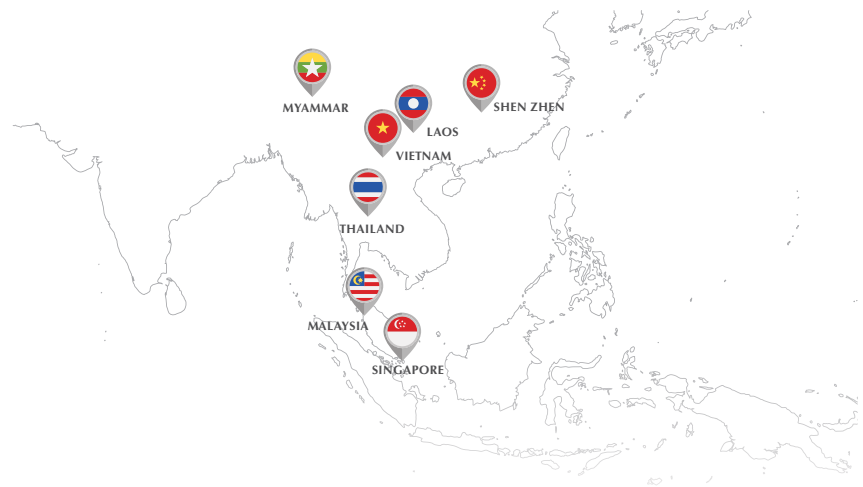 MYAMMAR
SHEN ZHEN
LAOS
VIETNAM
THAILAND
MALAYSIA
SINGAPORE